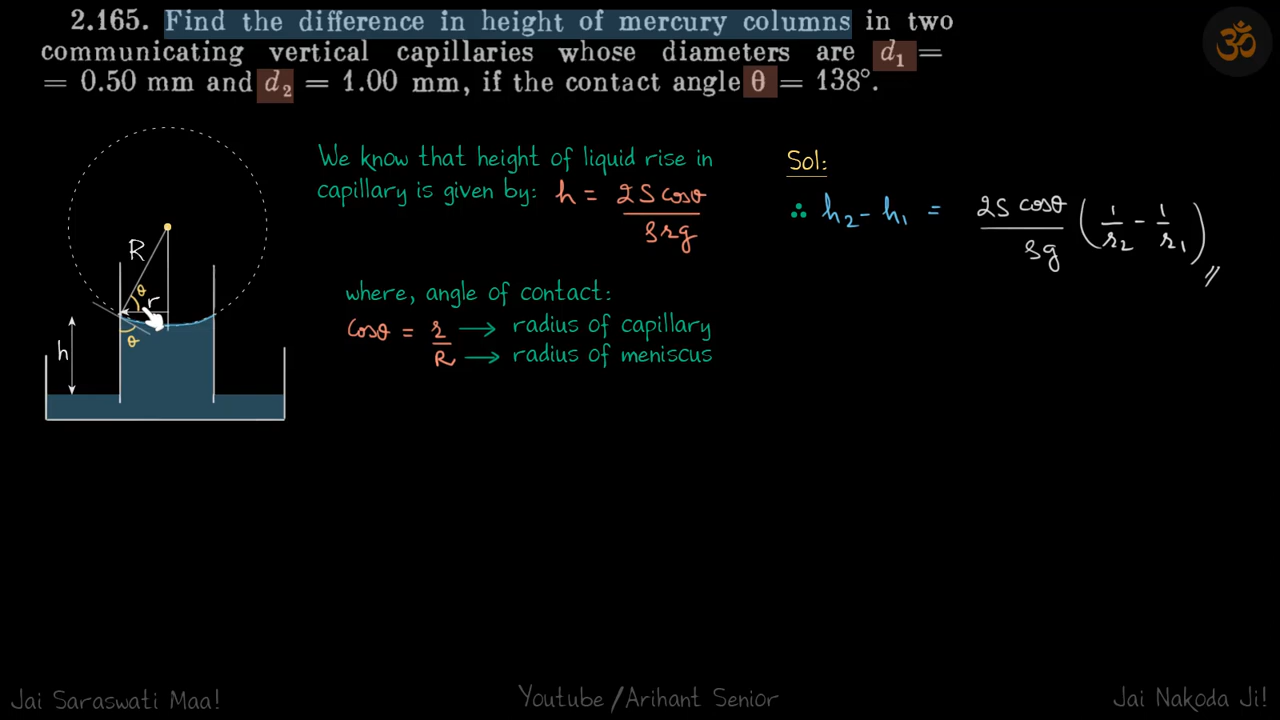 2.165. Find the difference in height of mercury columns in two
communicating vertical capillaries whose diameters are d₁ =
= 0.50 mm and d₂ = 1.00 mm, if the contact angle θ = 138°.
We know that height of liquid rise in
capillary is given by: h = 2S cosθ / ρrg
where, angle of contact:
cosθ = r → radius of capillary
R → radius of meniscus
Sol:
∴ h₂ - h₁ = 2S cosθ / ρg (1/r₂ - 1/r₁)
R
θ
r
θ
h
ॐ
Jai Saraswati Maa!
Youtube /Arihant Senior
Jai Nakoda Ji!